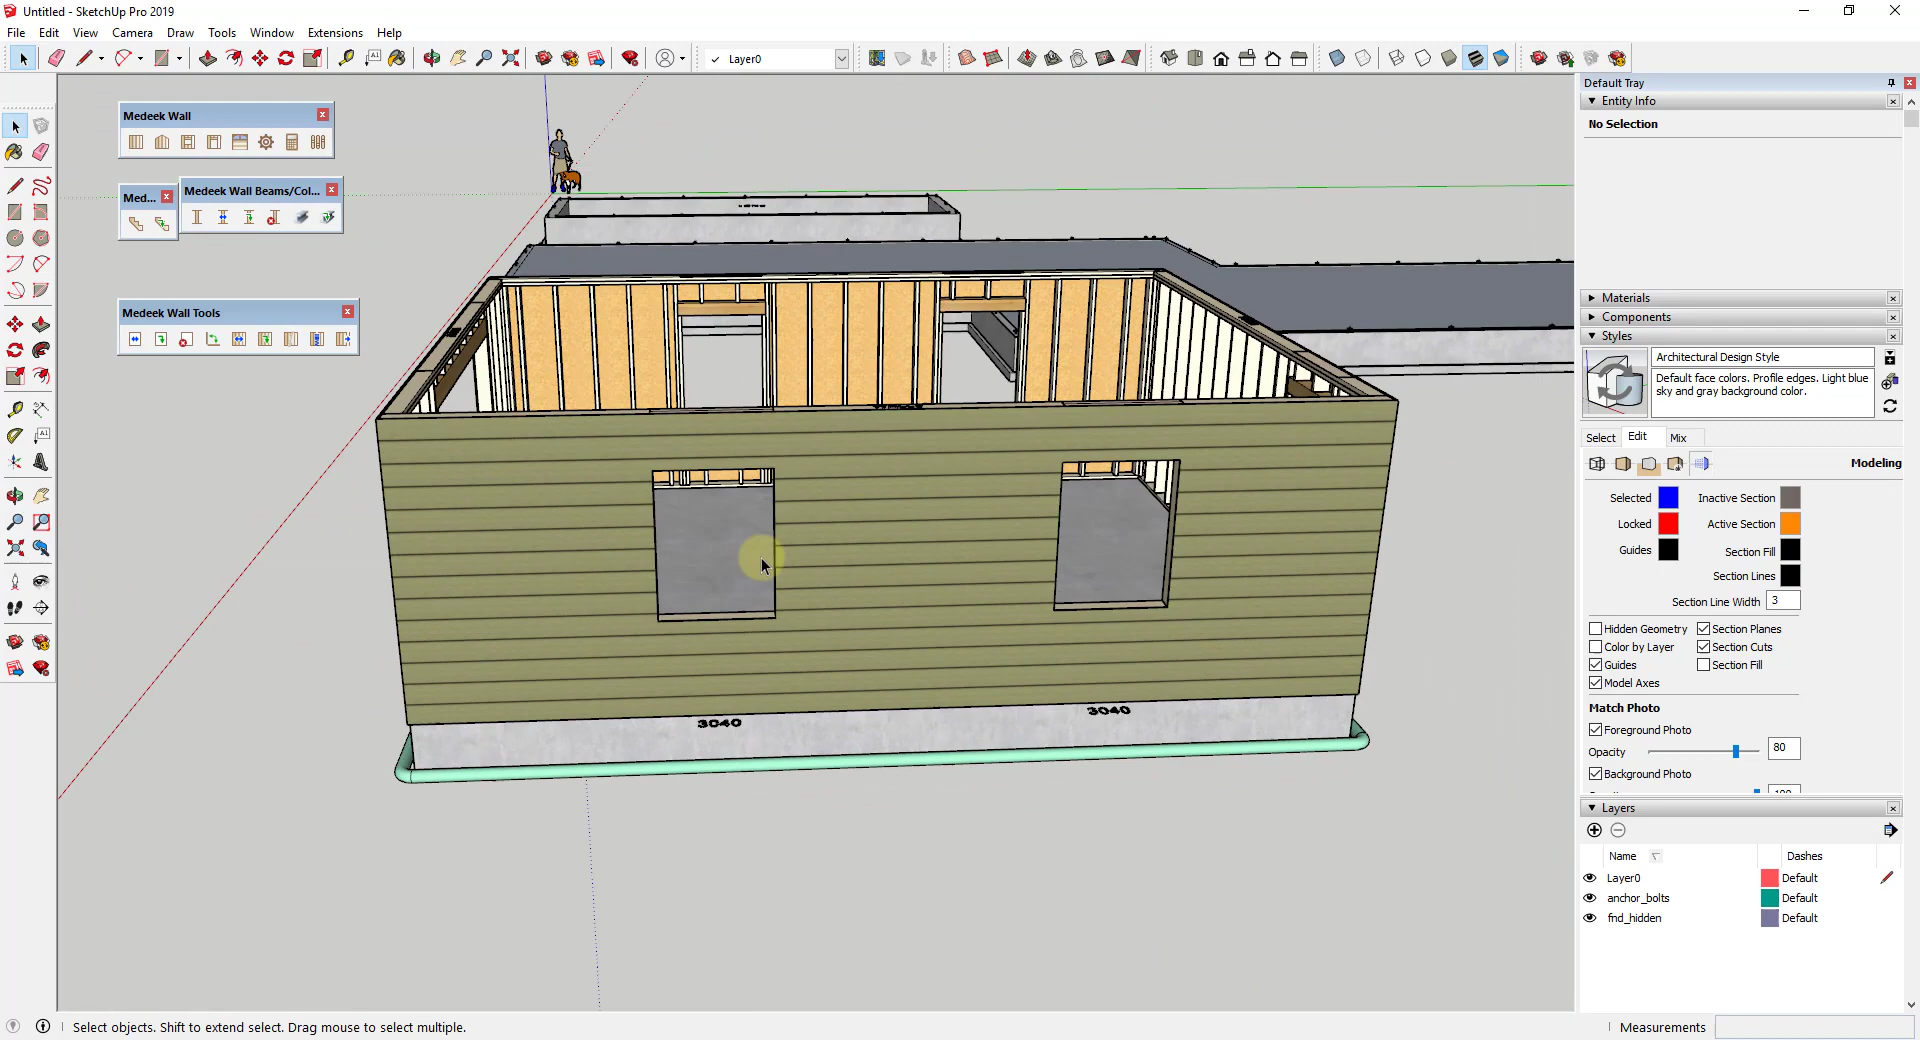 Untitled - SketchUp Pro 2019
File Edit View Camera Draw Tools Window Extensions Help
Layer0
Default Tray
Medeek Wall
Entity Info
No Selection
Med...
Medeek Wall Beams/Col...
Medeek Wall Tools
Materials
Components
Styles
Architectural Design Style
Default face colors. Profile edges. Light blue
sky and gray background color.
Select Edit Mix
Modeling
Selected Inactive Section
Locked Active Section
Guides Section Fill
Section Lines
Section Line Width 3
Hidden Geometry Section Planes
Color by Layer Section Cuts
Guides Section Fill
Model Axes
Match Photo
Foreground Photo
Opacity 80
Background Photo
3040 3040
Layers
Name Dashes
Layer0 Default
anchor_bolts Default
fnd_hidden Default
Select objects. Shift to extend select. Drag mouse to select multiple.
Measurements